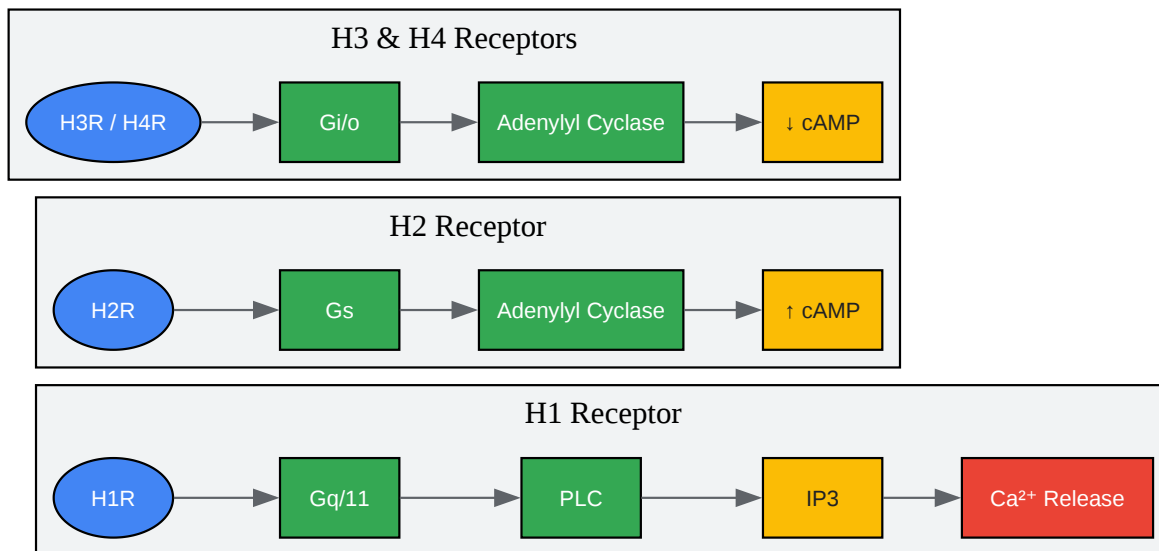 H3 & H4 Receptors
H3R / H4R
Gi/o
Adenylyl Cyclase
↓ cAMP
H2 Receptor
H2R
Gs
Adenylyl Cyclase
↑ cAMP
H1 Receptor
H1R
Gq/11
PLC
IP3
Ca²⁺ Release